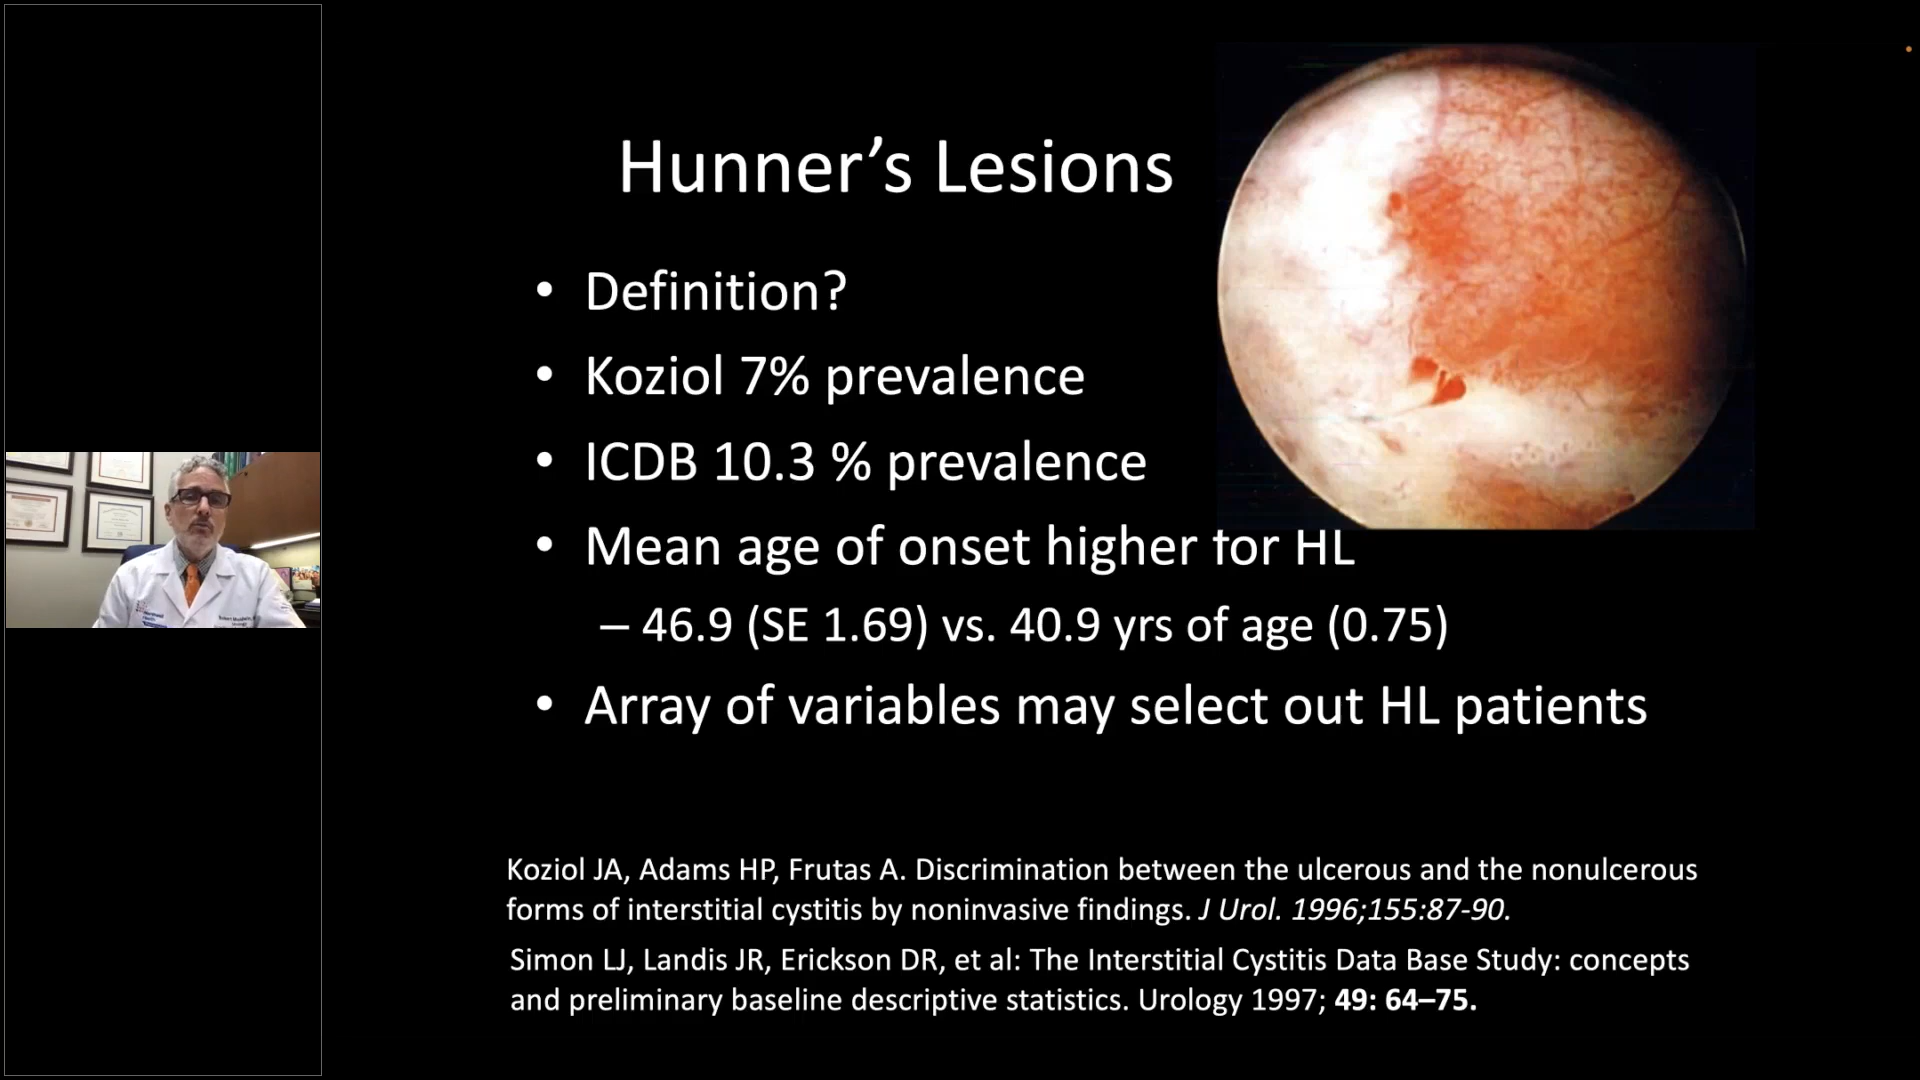 Hunner’s Lesions
• Definition?
• Koziol 7% prevalence
• ICDB 10.3 % prevalence
• Mean age of onset higher for HL
– 46.9 (SE 1.69) vs. 40.9 yrs of age (0.75)
• Array of variables may select out HL patients
Koziol JA, Adams HP, Frutas A. Discrimination between the ulcerous and the nonulcerous
forms of interstitial cystitis by noninvasive findings. J Urol. 1996;155:87-90.
Simon LJ, Landis JR, Erickson DR, et al: The Interstitial Cystitis Data Base Study: concepts
and preliminary baseline descriptive statistics. Urology 1997; 49: 64–75.